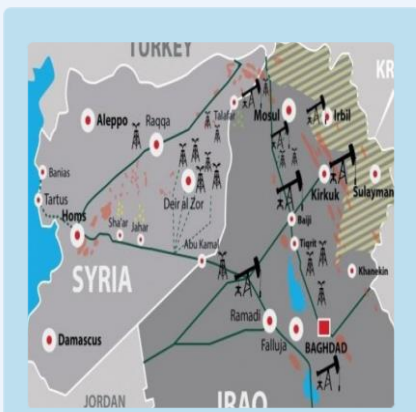 TURKEY
KR
Aleppo
Raqqa
Talafar
Mosul
Irbil
Banias
Tartus
Deir al Zor
Kirkuk
Sulayman
Homs
Sha'ar
Jahar
Baiji
Abu Kamal
Tiqrit
SYRIA
Khanekin
Ramadi
Damascus
Falluja
BAGHDAD
JORDAN
IRAQ